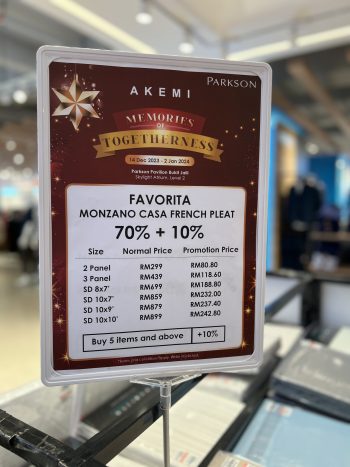 PARKSON
AKEMI
MEMORIES
OF
TOGETHERNESS
14 Dec 2023 - 2 Jan 2024
Parkson Pavilion Bukit Jalil
Skylight Atrium, Level 2
FAVORITA
MONZANO CASA FRENCH PLEAT
70% + 10%
Size Normal Price Promotion Price
2 Panel RM299 RM80.80
3 Panel RM439 RM118.60
SD 8x7' RM699 RM188.80
SD 10x7' RM859 RM232.00
SD 10x9' RM879 RM237.40
SD 10x10' RM899 RM242.80
Buy 5 items and above +10%